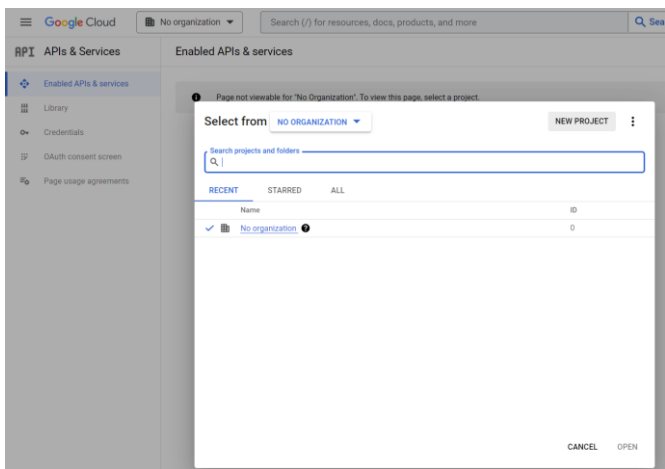 Google Cloud No organization Search (/) for resources, docs, products, and more Sea
API APIs & Services Enabled APIs & services
Enabled APIs & services
Page not viewable for "No Organization". To view this page, select a project.
Library
Credentials
OAuth consent screen
Page usage agreements
Select from NO ORGANIZATION NEW PROJECT
Search projects and folders
RECENT STARRED ALL
Name ID
No organization 0
CANCEL OPEN